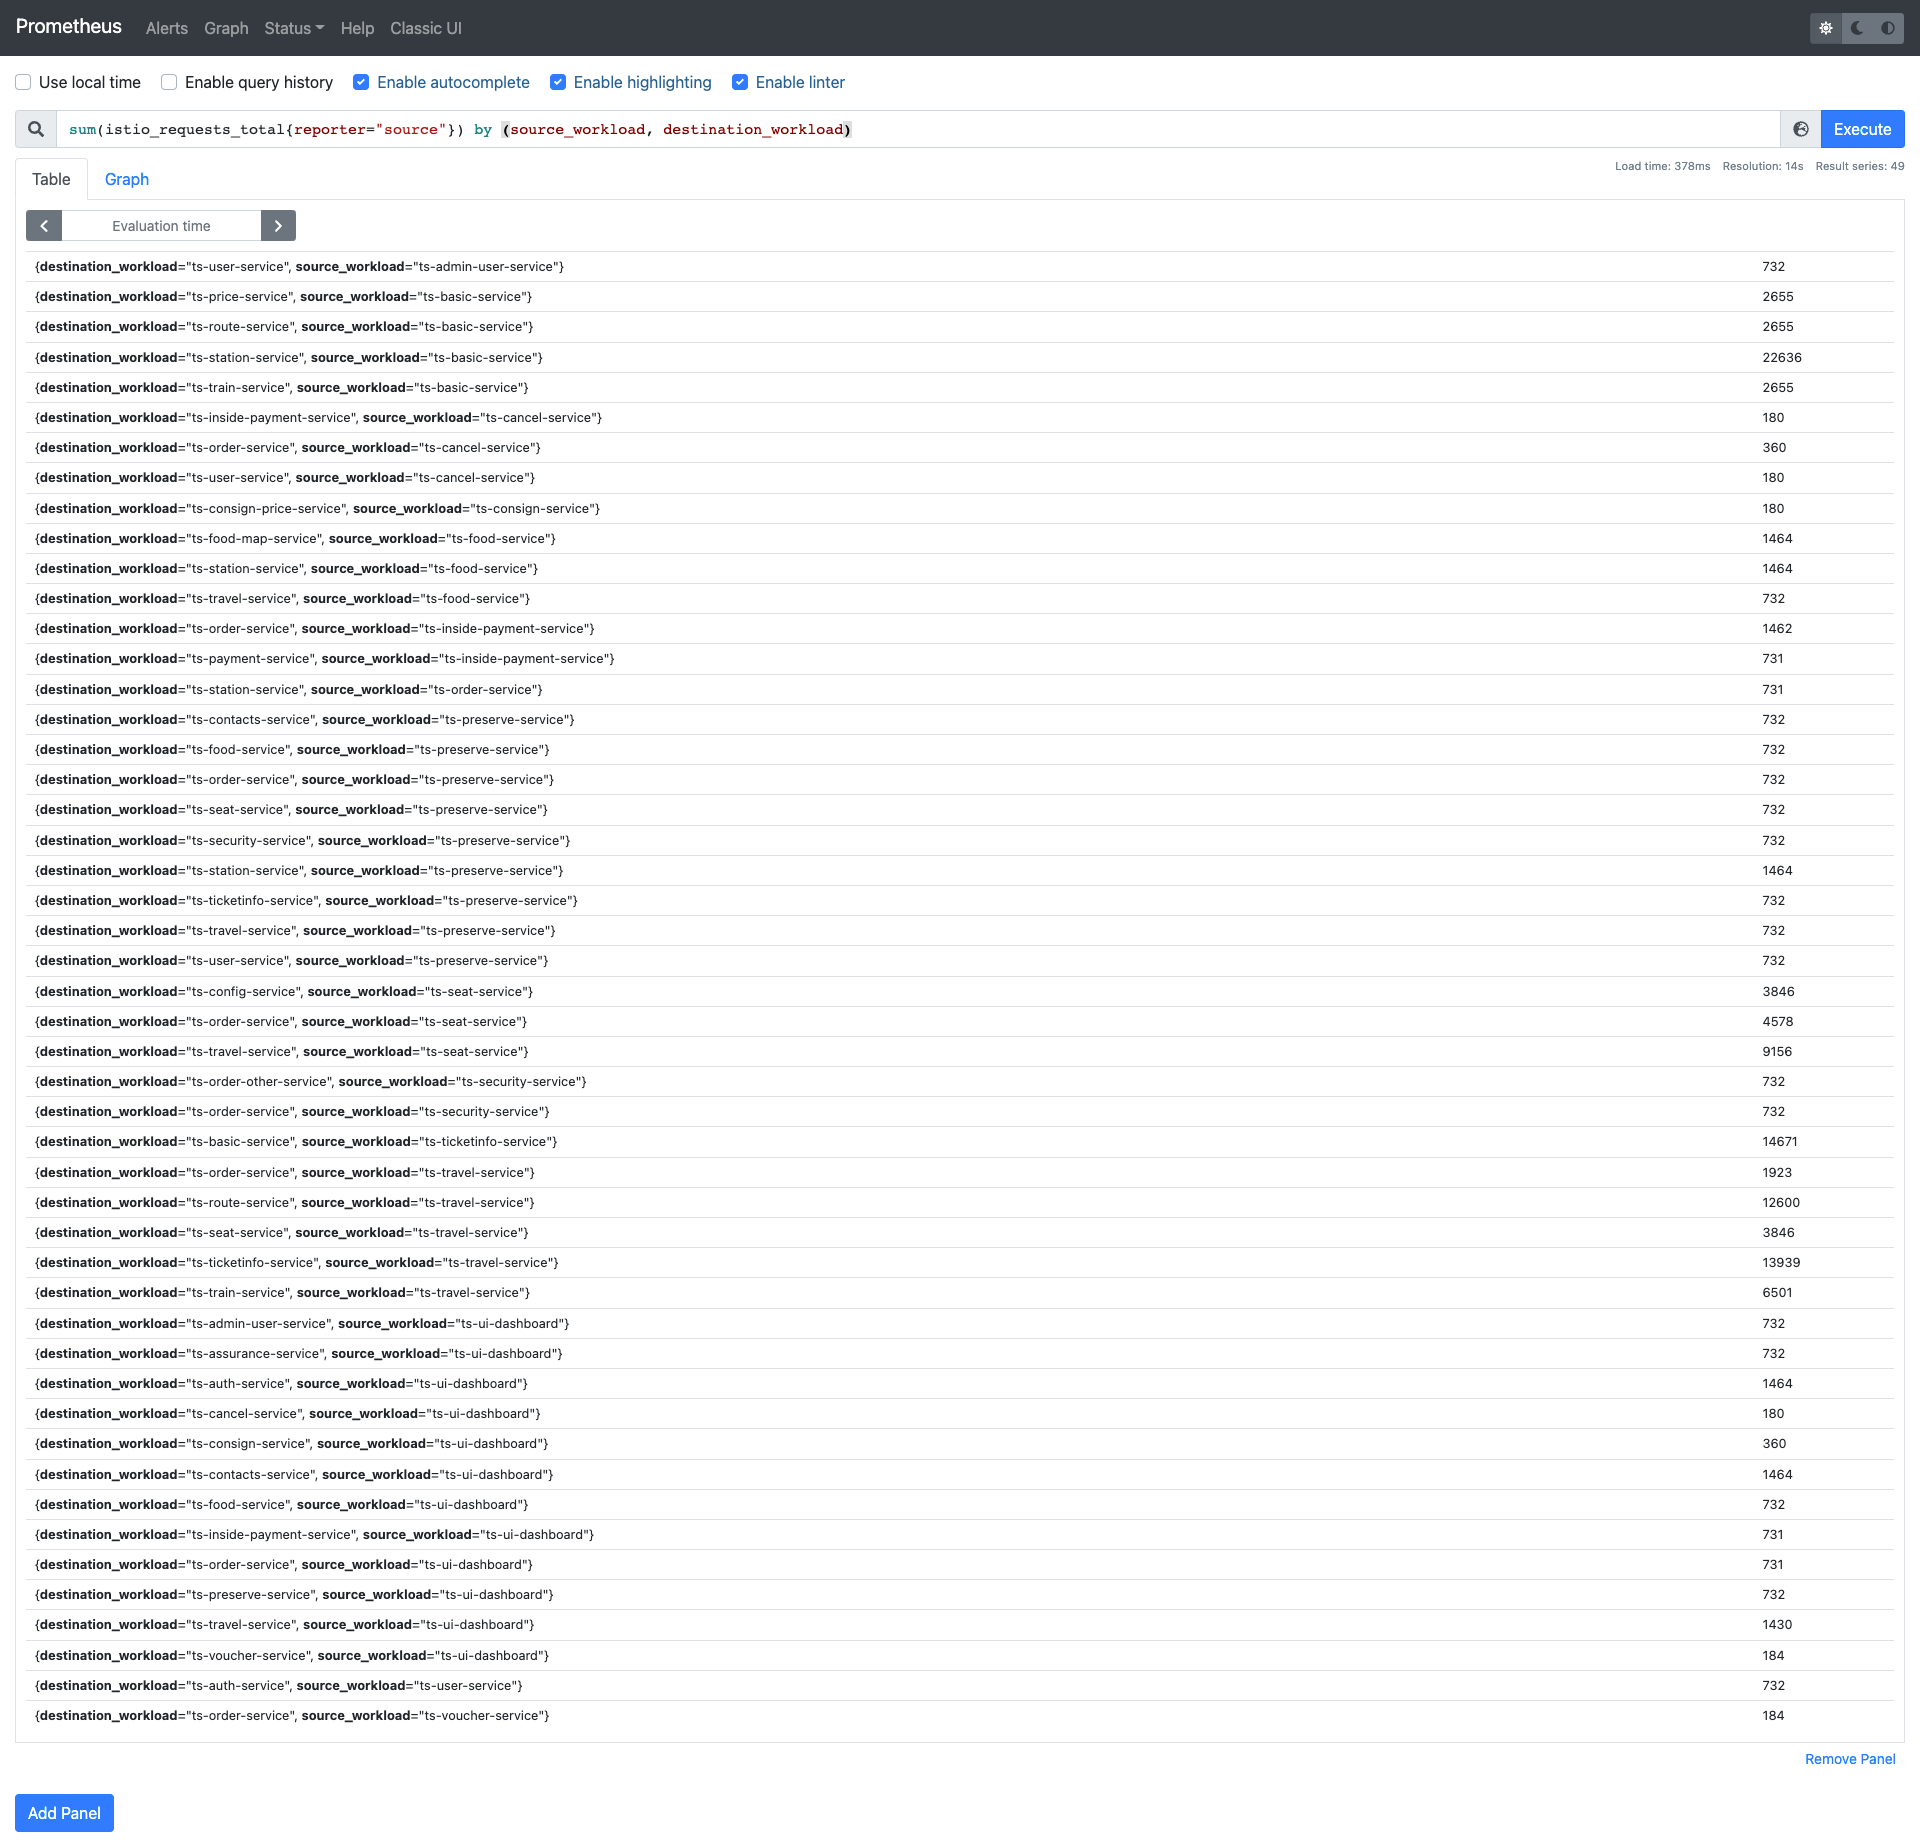 Prometheus Alerts Graph Status Help Classic UI
Use local time Enable query history Enable autocomplete Enable highlighting Enable linter
sum(istio_requests_total{reporter="source"}) by (source_workload, destination_workload) Execute
Load time: 378ms Resolution: 14s Result series: 49
Table Graph
Evaluation time
{destination_workload="ts-user-service", source_workload="ts-admin-user-service"} 732
{destination_workload="ts-price-service", source_workload="ts-basic-service"} 2655
{destination_workload="ts-route-service", source_workload="ts-basic-service"} 2655
{destination_workload="ts-station-service", source_workload="ts-basic-service"} 22636
{destination_workload="ts-train-service", source_workload="ts-basic-service"} 2655
{destination_workload="ts-inside-payment-service", source_workload="ts-cancel-service"} 180
{destination_workload="ts-order-service", source_workload="ts-cancel-service"} 360
{destination_workload="ts-user-service", source_workload="ts-cancel-service"} 180
{destination_workload="ts-consign-price-service", source_workload="ts-consign-service"} 180
{destination_workload="ts-food-map-service", source_workload="ts-food-service"} 1464
{destination_workload="ts-station-service", source_workload="ts-food-service"} 1464
{destination_workload="ts-travel-service", source_workload="ts-food-service"} 732
{destination_workload="ts-order-service", source_workload="ts-inside-payment-service"} 1462
{destination_workload="ts-payment-service", source_workload="ts-inside-payment-service"} 731
{destination_workload="ts-station-service", source_workload="ts-order-service"} 731
{destination_workload="ts-contacts-service", source_workload="ts-preserve-service"} 732
{destination_workload="ts-food-service", source_workload="ts-preserve-service"} 732
{destination_workload="ts-order-service", source_workload="ts-preserve-service"} 732
{destination_workload="ts-seat-service", source_workload="ts-preserve-service"} 732
{destination_workload="ts-security-service", source_workload="ts-preserve-service"} 732
{destination_workload="ts-station-service", source_workload="ts-preserve-service"} 1464
{destination_workload="ts-ticketinfo-service", source_workload="ts-preserve-service"} 732
{destination_workload="ts-travel-service", source_workload="ts-preserve-service"} 732
{destination_workload="ts-user-service", source_workload="ts-preserve-service"} 732
{destination_workload="ts-config-service", source_workload="ts-seat-service"} 3846
{destination_workload="ts-order-service", source_workload="ts-seat-service"} 4578
{destination_workload="ts-travel-service", source_workload="ts-seat-service"} 9156
{destination_workload="ts-order-other-service", source_workload="ts-security-service"} 732
{destination_workload="ts-order-service", source_workload="ts-security-service"} 732
{destination_workload="ts-basic-service", source_workload="ts-ticketinfo-service"} 14671
{destination_workload="ts-order-service", source_workload="ts-travel-service"} 1923
{destination_workload="ts-route-service", source_workload="ts-travel-service"} 12600
{destination_workload="ts-seat-service", source_workload="ts-travel-service"} 3846
{destination_workload="ts-ticketinfo-service", source_workload="ts-travel-service"} 13939
{destination_workload="ts-train-service", source_workload="ts-travel-service"} 6501
{destination_workload="ts-admin-user-service", source_workload="ts-ui-dashboard"} 732
{destination_workload="ts-assurance-service", source_workload="ts-ui-dashboard"} 732
{destination_workload="ts-auth-service", source_workload="ts-ui-dashboard"} 1464
{destination_workload="ts-cancel-service", source_workload="ts-ui-dashboard"} 180
{destination_workload="ts-consign-service", source_workload="ts-ui-dashboard"} 360
{destination_workload="ts-contacts-service", source_workload="ts-ui-dashboard"} 1464
{destination_workload="ts-food-service", source_workload="ts-ui-dashboard"} 732
{destination_workload="ts-inside-payment-service", source_workload="ts-ui-dashboard"} 731
{destination_workload="ts-order-service", source_workload="ts-ui-dashboard"} 731
{destination_workload="ts-preserve-service", source_workload="ts-ui-dashboard"} 732
{destination_workload="ts-travel-service", source_workload="ts-ui-dashboard"} 1430
{destination_workload="ts-voucher-service", source_workload="ts-ui-dashboard"} 184
{destination_workload="ts-auth-service", source_workload="ts-user-service"} 732
{destination_workload="ts-order-service", source_workload="ts-voucher-service"} 184
Remove Panel
Add Panel